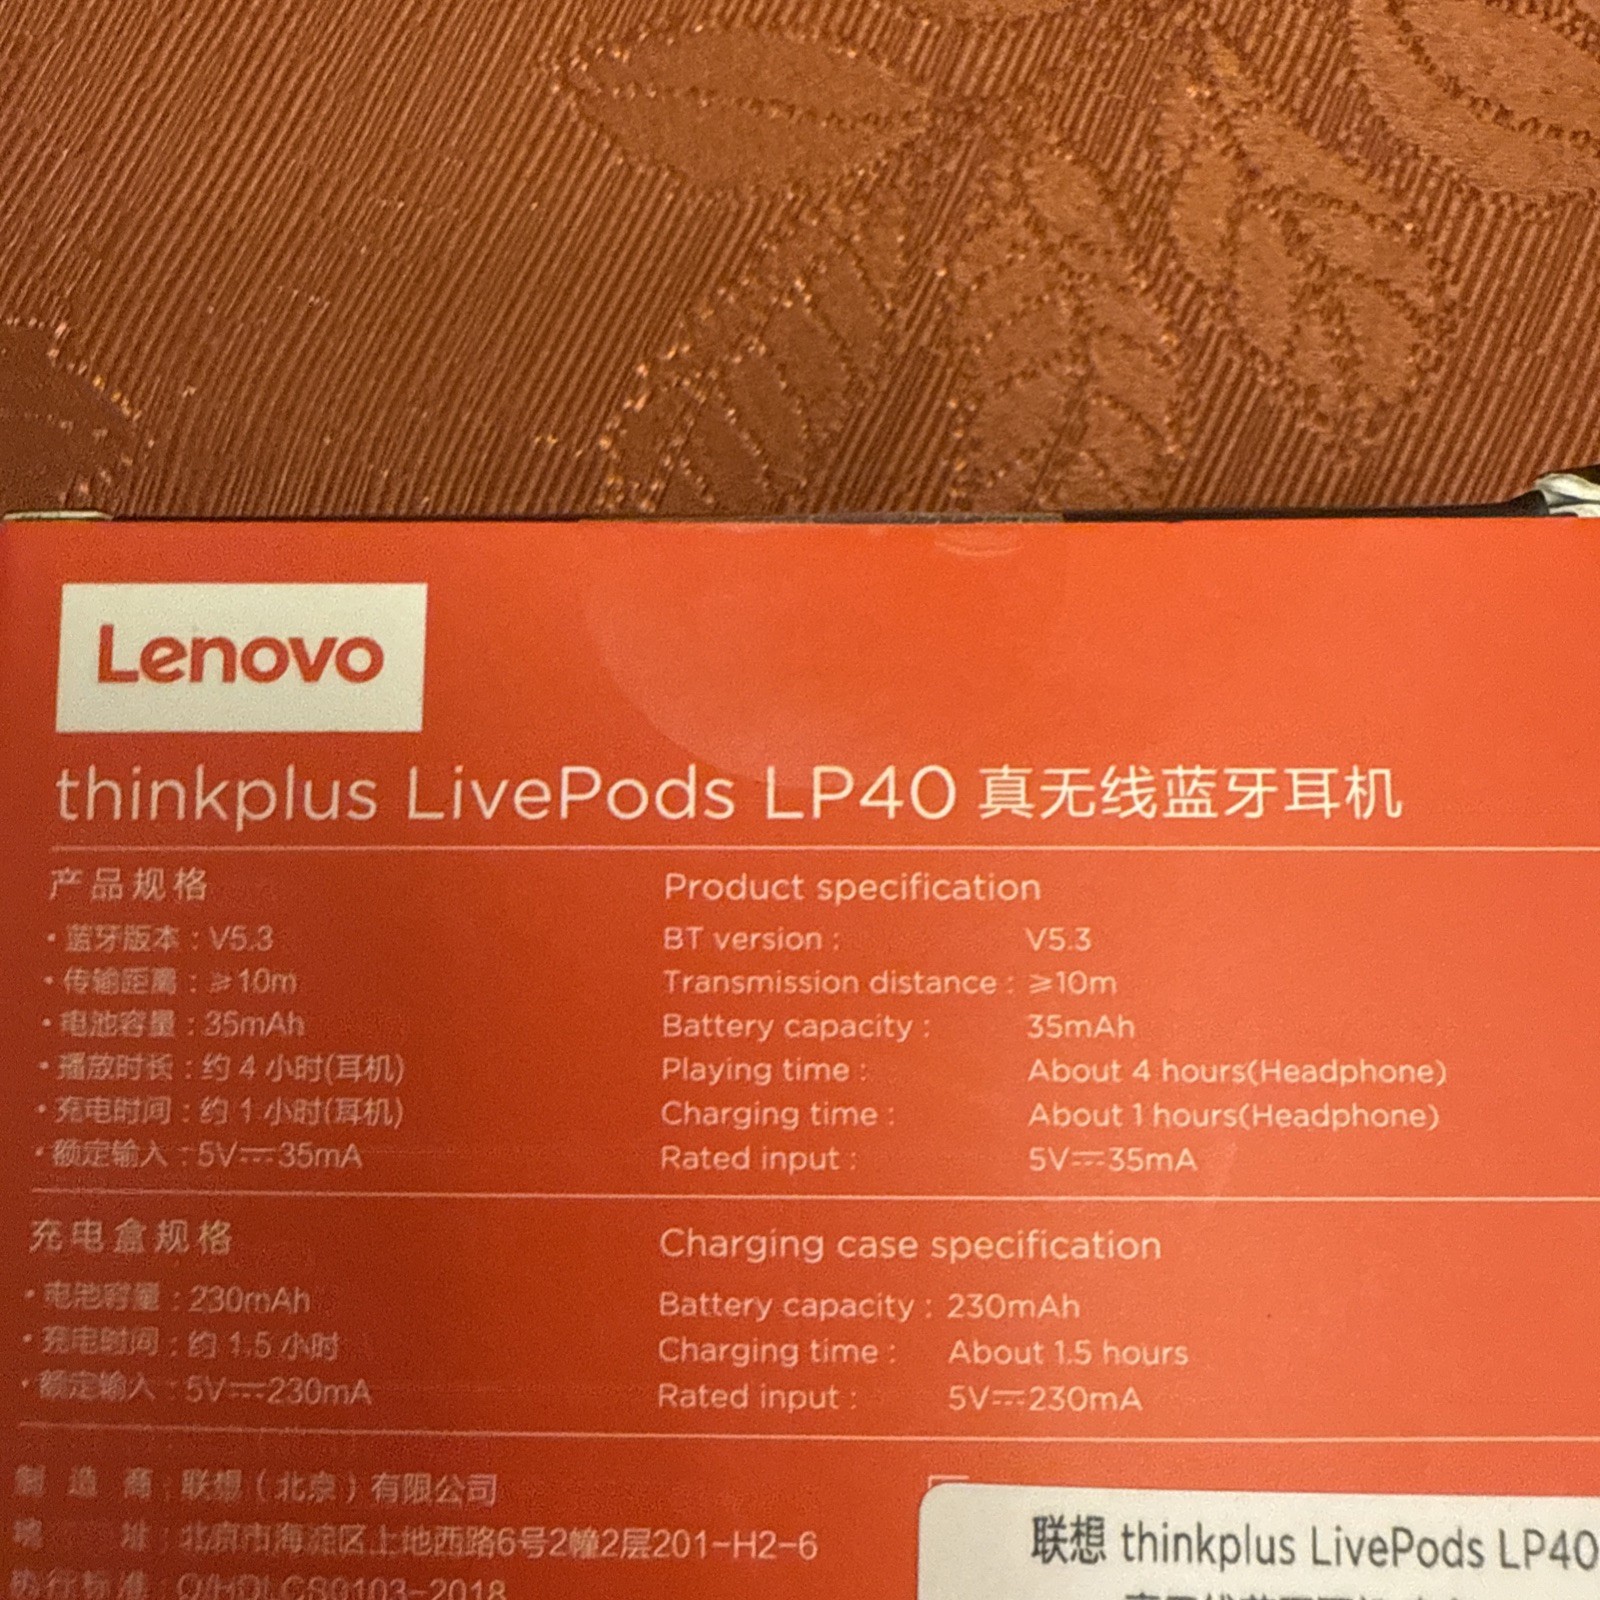 Lenovo
thinkplus LivePods LP40 真无线蓝牙耳机
产品规格
· 蓝牙版本 : V5.3
· 传输距离 : ≥10m
· 电池容量 : 35mAh
· 播放时长 : 约 4 小时(耳机)
· 充电时间 : 约 1 小时(耳机)
· 额定输入 : 5V⎓35mA
Product specification
BT version : V5.3
Transmission distance : ≥10m
Battery capacity : 35mAh
Playing time : About 4 hours(Headphone)
Charging time : About 1 hours(Headphone)
Rated input : 5V⎓35mA
充电盒规格
· 电池容量 : 230mAh
· 充电时间 : 约 1.5 小时
· 额定输入 : 5V⎓230mA
Charging case specification
Battery capacity : 230mAh
Charging time : About 1.5 hours
Rated input : 5V⎓230mA
制 造 商 : 联想（北京）有限公司
地 址 : 北京市海淀区上地西路6号2幢2层201-H2-6
执行标准 : Q/HDLCS0103-2018
联想 thinkplus LivePods LP40